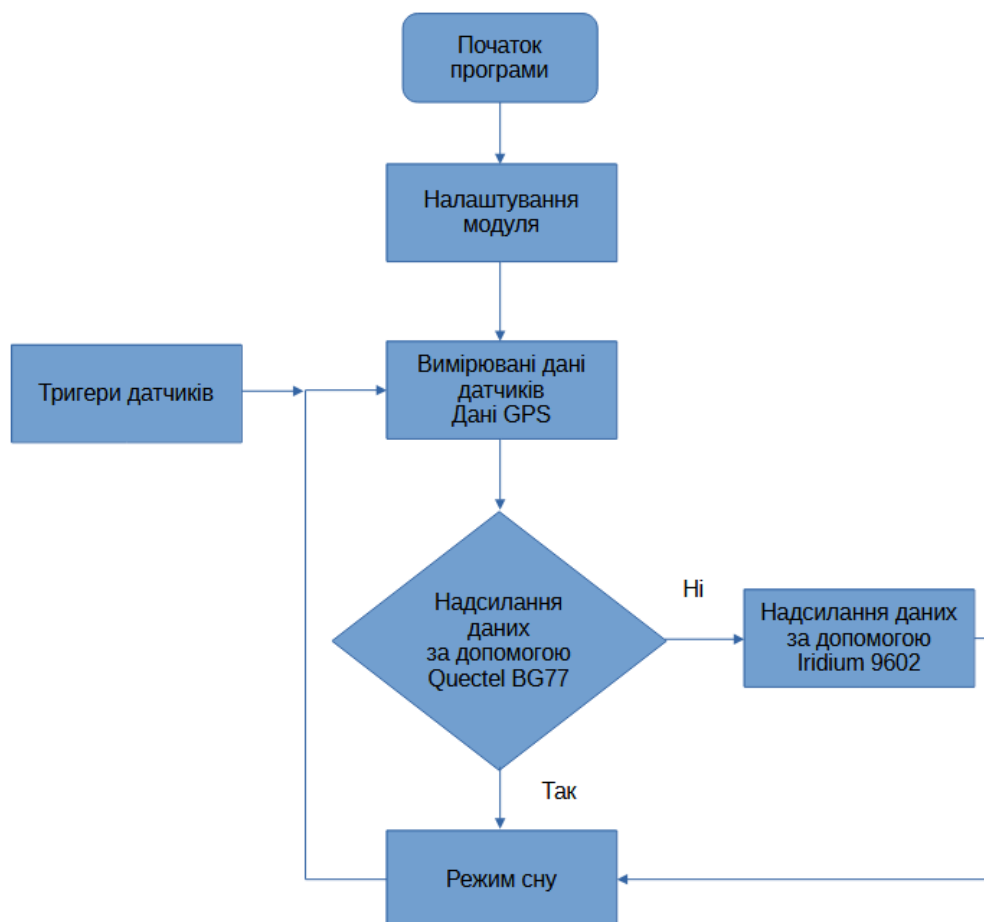 Початок
програми
Налаштування
модуля
Тригери датчиків
Вимірювані дані
датчиків
Дані GPS
Надсилання
даних
за допомогою
Quectel BG77
Ні
Надсилання даних
за допомогою
Iridium 9602
Так
Режим сну